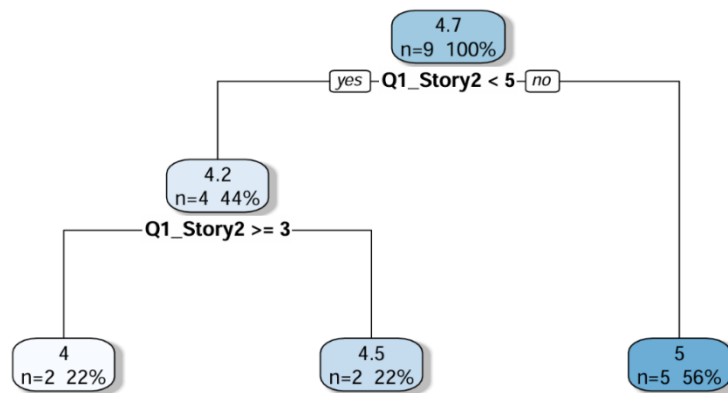 4.7
n=9 100%
yes Q1_Story2 < 5 no
4.2
n=4 44%
Q1_Story2 >= 3
4
n=2 22%
4.5
n=2 22%
5
n=5 56%